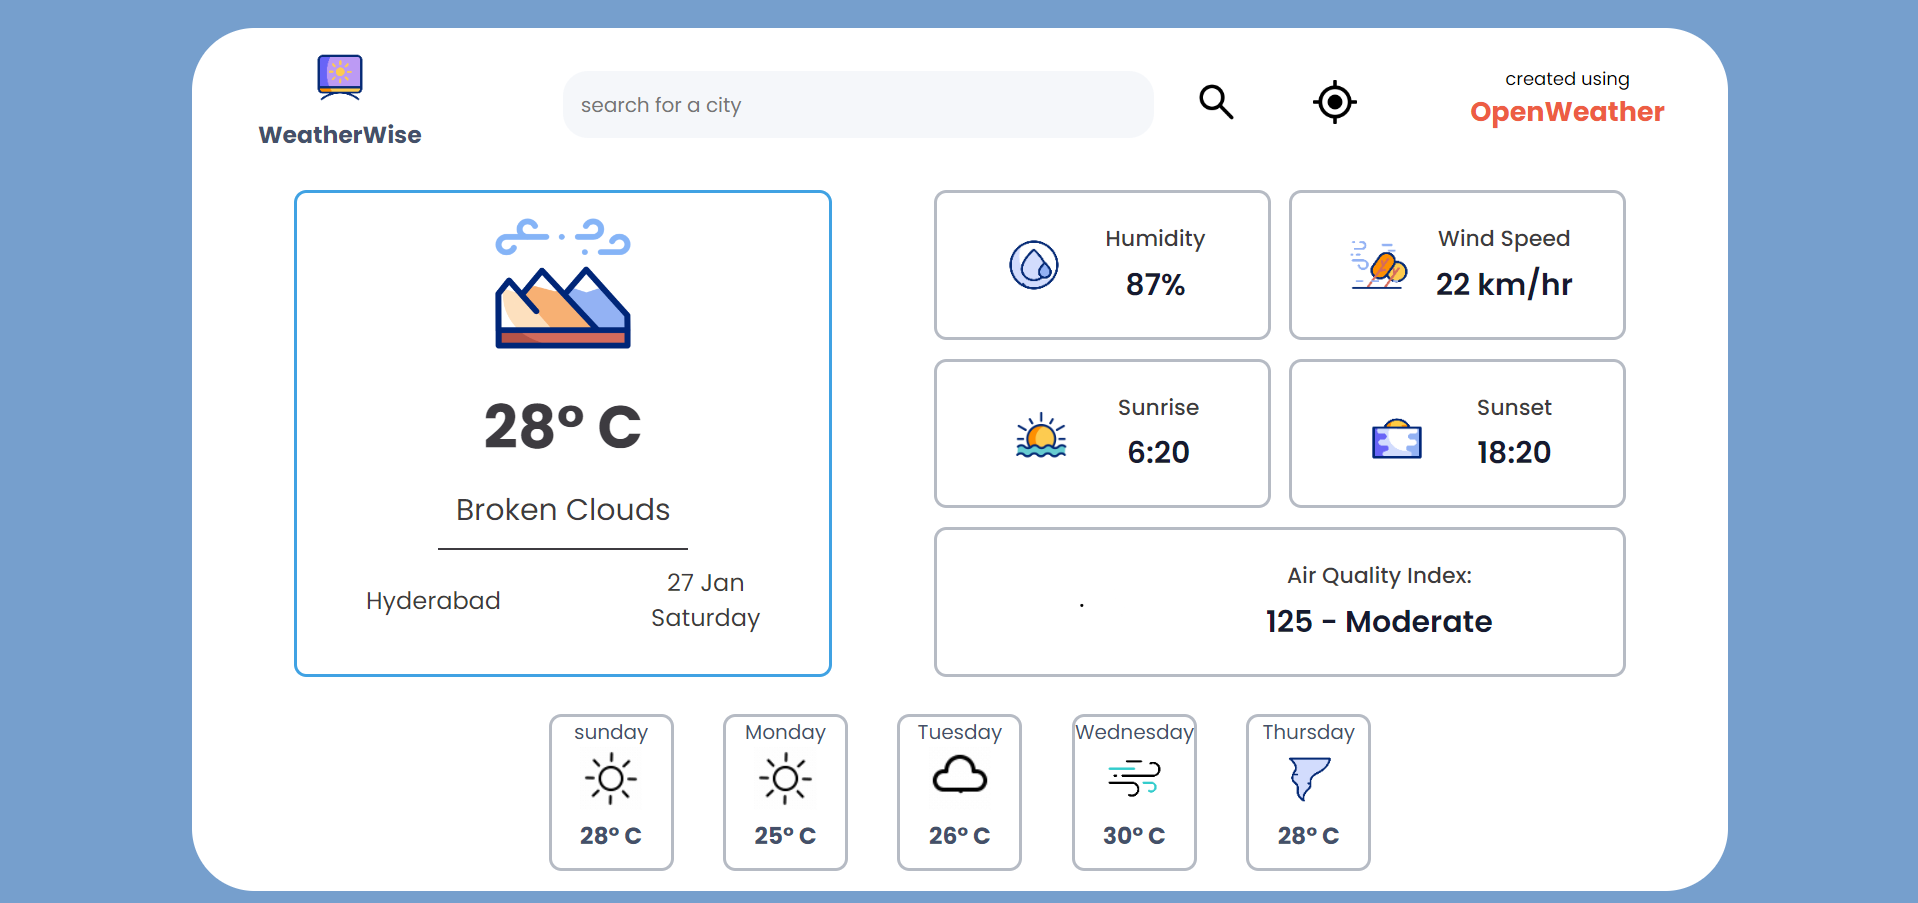 WeatherWise
search for a city
created using
OpenWeather
28° C
Broken Clouds
Hyderabad
27 Jan
Saturday
Humidity
87%
Wind Speed
22 km/hr
Sunrise
6:20
Sunset
18:20
.
Air Quality Index:
125 - Moderate
sunday
28° C
Monday
25° C
Tuesday
26° C
Wednesday
30° C
Thursday
28° C